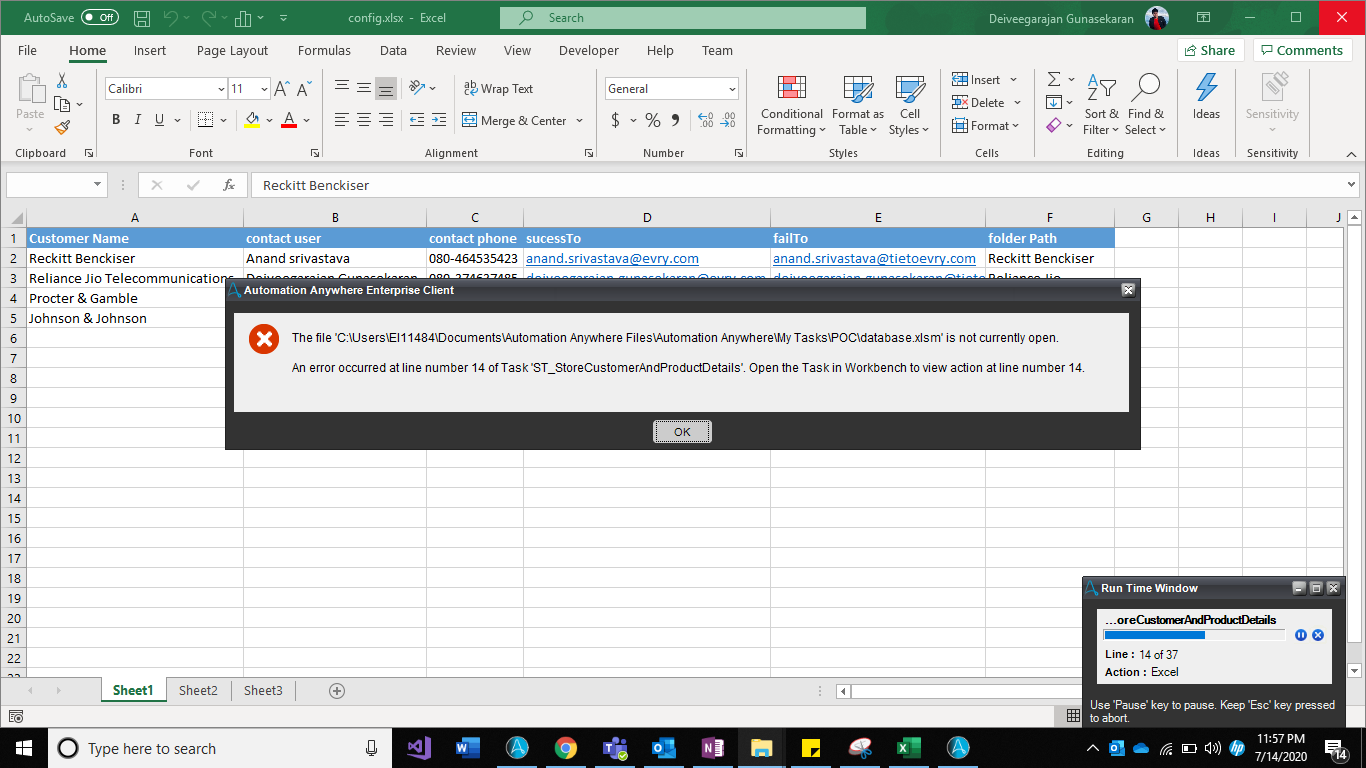 AutoSave Off config.xlsx - Excel Search Deiveegarajan Gunasekaran
File Home Insert Page Layout Formulas Data Review View Developer Help Team Share Comments
Paste Calibri 11 A A ab Wrap Text General Conditional Formatting Format as Table Cell Styles Insert Sort & Filter Find & Select Ideas Sensitivity
B I U A Merge & Center $ % Delete
Format
Clipboard Font Alignment Number Styles Cells Editing Ideas Sensitivity
fx Reckitt Benckiser
A B C D E F G H I J
1 Customer Name contact user contact phone sucessTo failTo folder Path
2 Reckitt Benckiser Anand srivastava 080-464535423 anand.srivastava@evry.com anand.srivastava@tietoevry.com Reckitt Benckiser
3 Reliance Jio Telecommunications Deiveegarajan Gunasekaran 080-274637485 deiveegarajan.gunasekaran@evry.com deiveegarajan.gunasekaran@tieto Reliance Jio
4 Procter & Gamble
5 Johnson & Johnson
6
7
8
9
10
11
12
13
14
15
16
17
18
19
20
21
22
Automation Anywhere Enterprise Client
The file 'C:\Users\EI11484\Documents\Automation Anywhere Files\Automation Anywhere\My Tasks\POC\database.xlsm' is not currently open.
An error occurred at line number 14 of Task 'ST_StoreCustomerAndProductDetails'. Open the Task in Workbench to view action at line number 14.
OK
Run Time Window
...oreCustomerAndProductDetails
Line : 14 of 37
Action : Excel
Use 'Pause' key to pause. Keep 'Esc' key pressed
to abort.
Sheet1 Sheet2 Sheet3
Type here to search
11:57 PM
7/14/2020
14